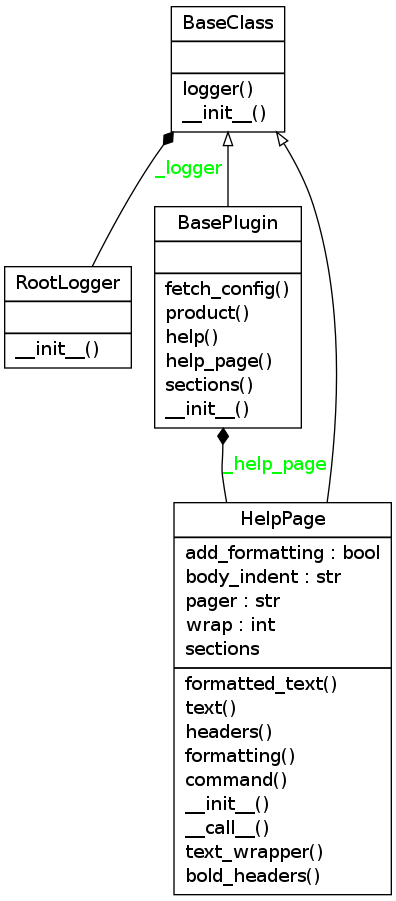 BaseClass
logger()
__init__()
_logger
BasePlugin
fetch_config()
product()
help()
help_page()
sections()
__init__()
RootLogger
__init__()
_help_page
HelpPage
add_formatting : bool
body_indent : str
pager : str
wrap : int
sections
formatted_text()
text()
headers()
formatting()
command()
__init__()
__call__()
text_wrapper()
bold_headers()